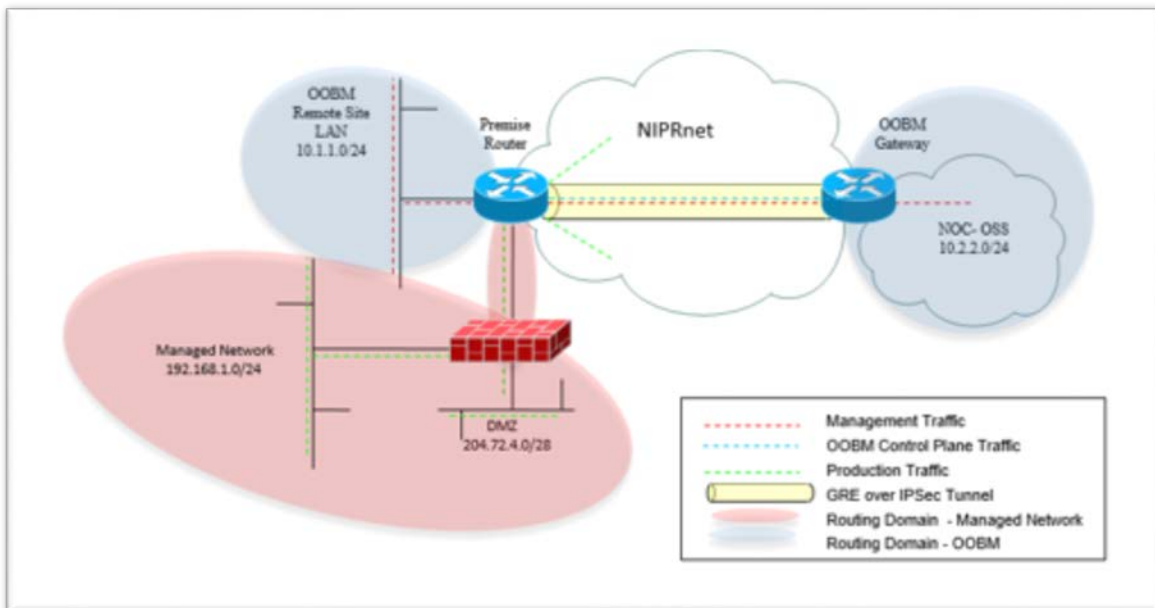 OOBM
Remote Site
LAN
10.1.1.0/24
Premise
Router
NIPRnet
OOBM
Gateway
NOC- OSS
10.2.2.0/24
Managed Network
192.168.1.0/24
DMZ
204.72.4.0/28
Management Traffic
OOBM Control Plane Traffic
Production Traffic
GRE over IPSec Tunnel
Routing Domain - Managed Network
Routing Domain - OOBM